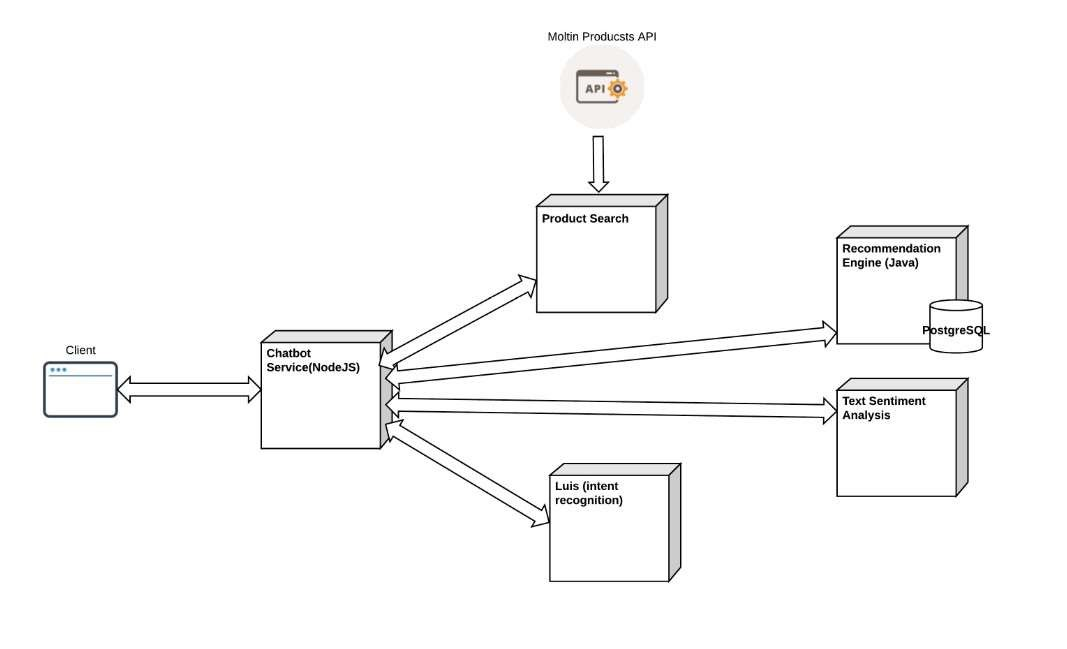 Moltin Producsts API
API
Product Search
Recommendation
Engine (Java)
PostgreSQL
Client
Chatbot
Service(NodeJS)
Text Sentiment
Analysis
Luis (intent
recognition)